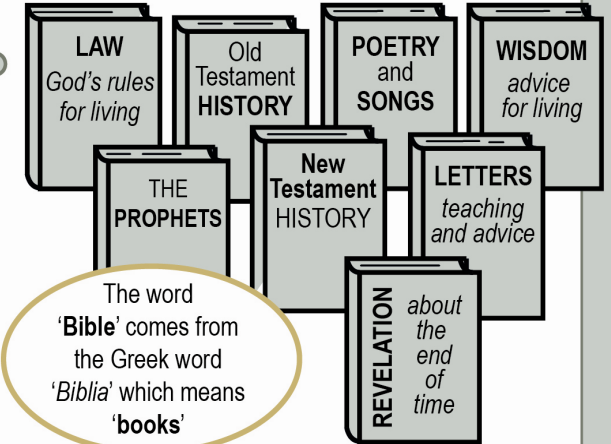 LAW
God's rules
for living
Old
Testament
HISTORY
POETRY
and
SONGS
WISDOM
advice
for living
THE
PROPHETS
New
Testament
HISTORY
LETTERS
teaching
and advice
REVELATION
about
the
end
of
time
The word
‘Bible’ comes from
the Greek word
‘Biblia’ which means
‘books’